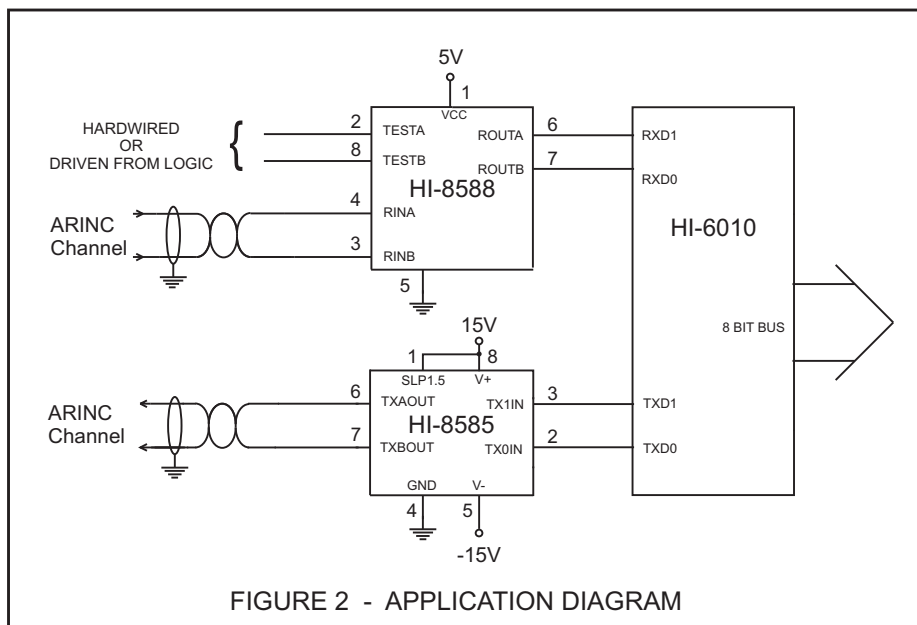 5V
1
VCC
HARDWIRED
OR
DRIVEN FROM LOGIC
2
TESTA
8
TESTB
ROUTA
6
RXD1
ROUTB
7
RXD0
HI-8588
HI-6010
ARINC
Channel
4
RINA
3
RINB
5
8 BIT BUS
15V
1
8
SLP1.5
V+
ARINC
Channel
6
TXAOUT
7
TXBOUT
HI-8585
TX1IN
3
TXD1
TX0IN
2
TXD0
GND
V-
4
5
-15V
FIGURE 2 - APPLICATION DIAGRAM